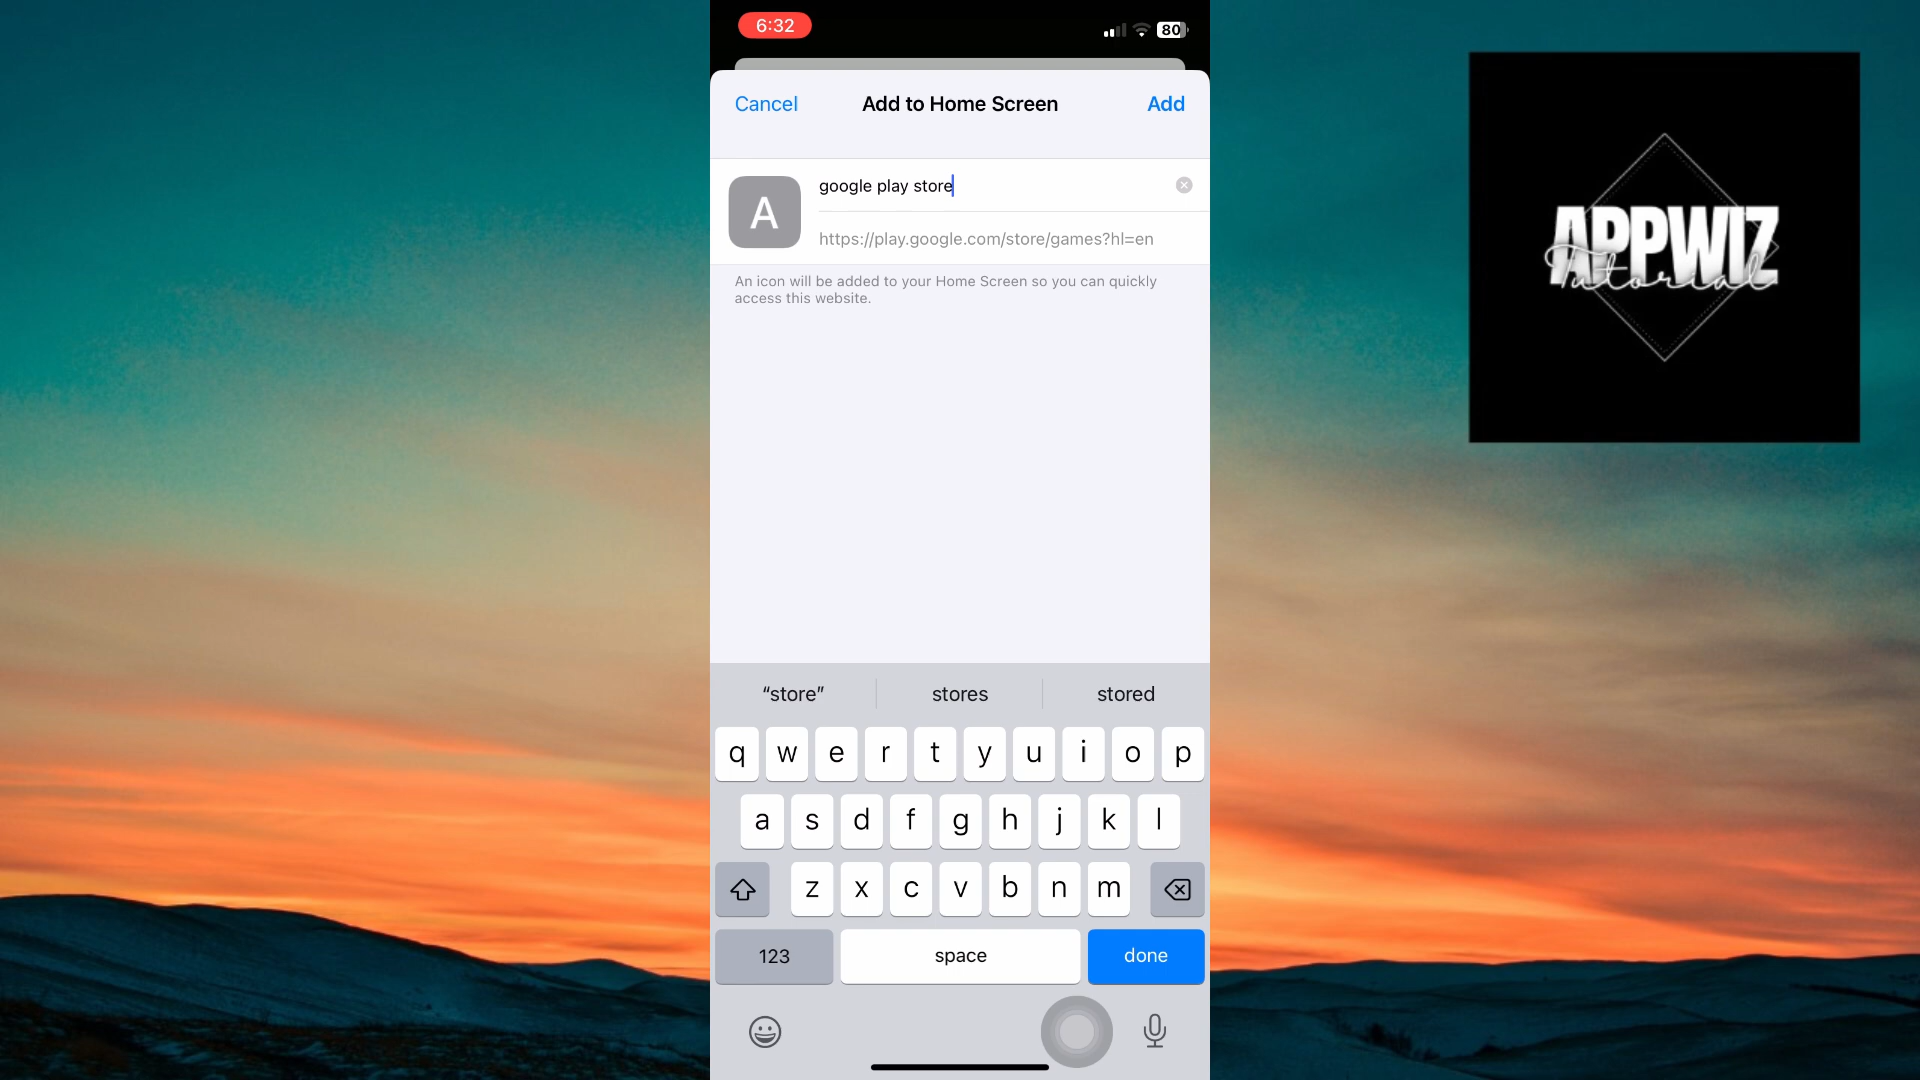 6:32
80
Cancel
Add to Home Screen
Add
A
google play store
https://play.google.com/store/games?hl=en
An icon will be added to your Home Screen so you can quickly
access this website.
“store”
stores
stored
q w e r t y u i o p
a s d f g h j k l
z x c v b n m
123
space
done
APPWIZ
Tutorial